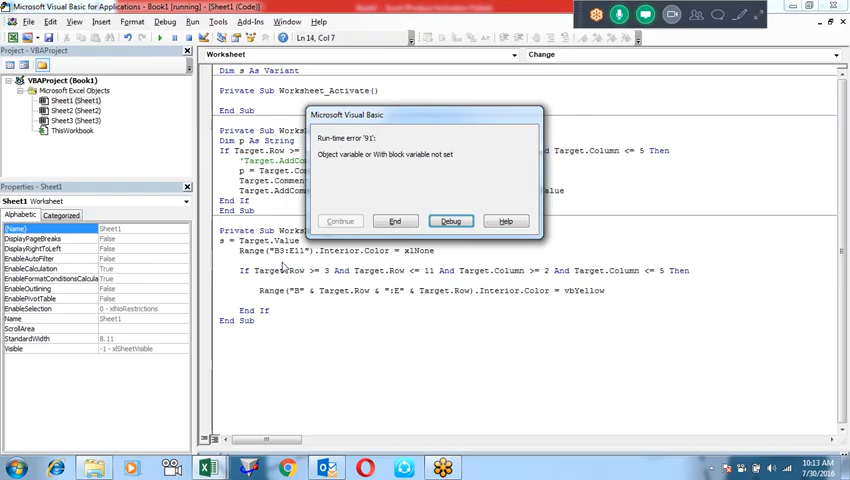 Microsoft Visual Basic for Applications - Book1 [running] - [Sheet1 (Code)]
File Edit View Insert Format Debug Run Tools Add-Ins Window Help
Ln 14, Col 7
Project - VBAProject
VBAProject (Book1)
Microsoft Excel Objects
Sheet1 (Sheet1)
Sheet2 (Sheet2)
Sheet3 (Sheet3)
ThisWorkbook
Properties - Sheet1
Sheet1 Worksheet
Alphabetic Categorized
(Name) Sheet1
DisplayPageBreaks False
DisplayRightToLeft False
EnableAutoFilter False
EnableCalculation True
EnableFormatConditionsCalcula True
EnableOutlining False
EnablePivotTable False
EnableSelection 0 - xlNoRestrictions
Name Sheet1
ScrollArea
StandardWidth 8.11
Visible -1 - xlSheetVisible
Worksheet Change
Dim s As Variant
Private Sub Worksheet_Activate()
End Sub
Private Sub Works
Dim p As String
If Target.Row >= nd Target.Column <= 5 Then
'Target.AddCom
p = Target.Com
Target.Commen
Target.AddCom alue
End If
End Sub
Private Sub Works
s = Target.Value
Range("B3:E11").Interior.Color = xlNone
If Target.Row >= 3 And Target.Row <= 11 And Target.Column >= 2 And Target.Column <= 5 Then
Range("B" & Target.Row & ":E" & Target.Row).Interior.Color = vbYellow
End If
End Sub
Microsoft Visual Basic
Run-time error '91':
Object variable or With block variable not set
Continue End Debug Help
10:13 AM
7/30/2016